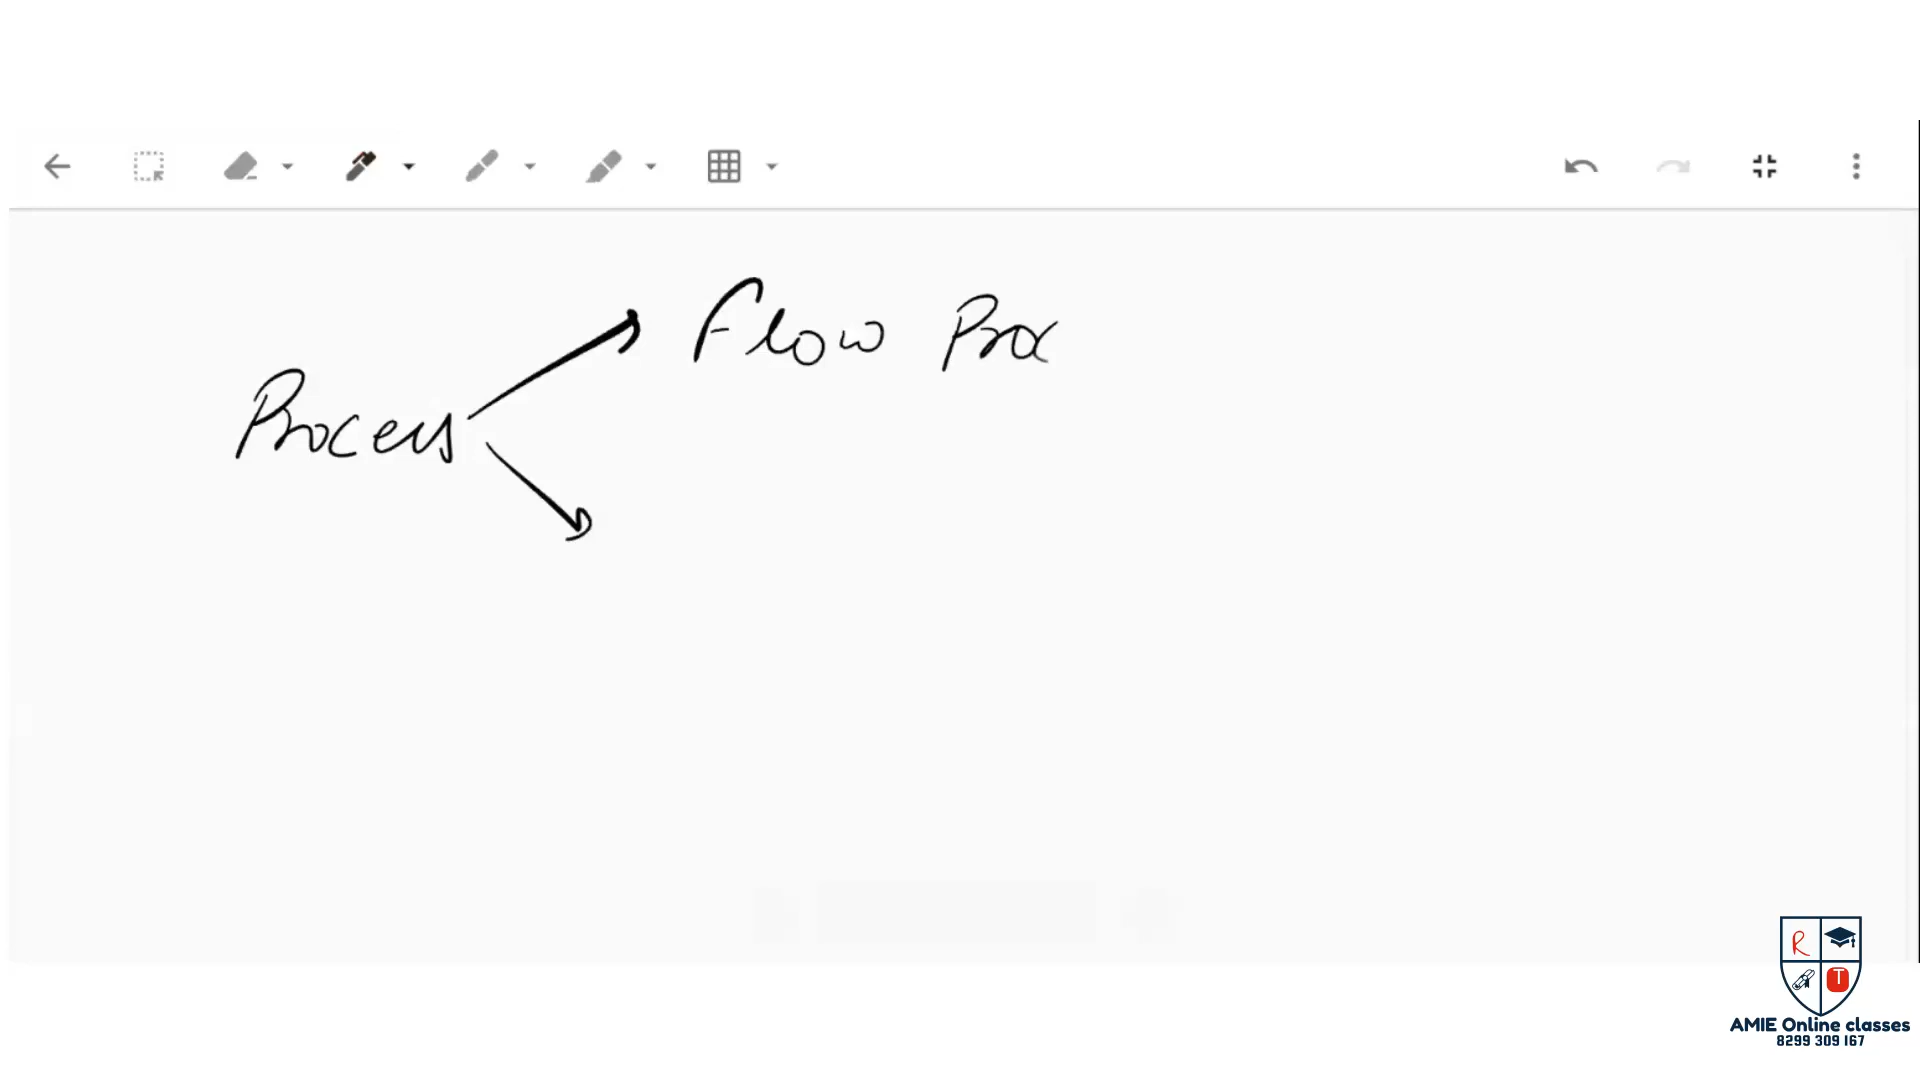 Flow Proc
Process
R
T
AMIE Online classes
8299 309 167